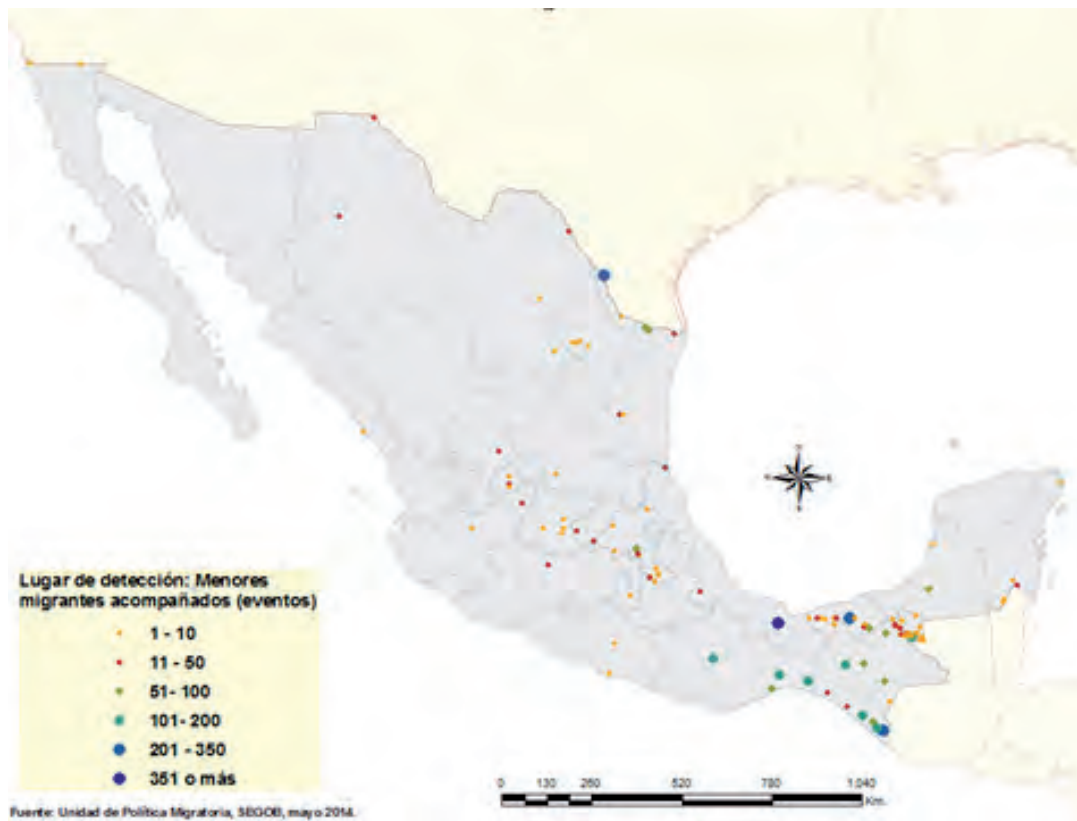 Lugar de detección: Menores
migrantes acompañados (eventos)
1 - 10
11 - 50
51- 100
101- 200
201 - 350
351 o más
0 130 260 520 780 1,040
Km.
Fuente: Unidad de Política Migratoria, SEGOB, mayo 2014.